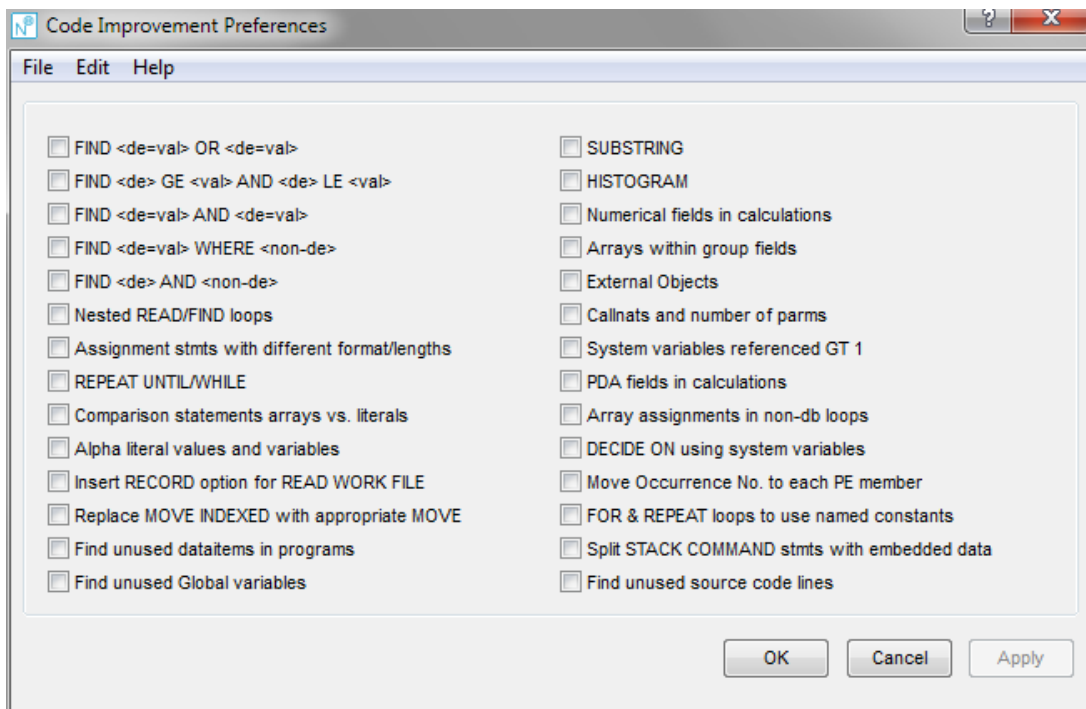 N® Code Improvement Preferences ? X
File Edit Help
FIND <de=val> OR <de=val>
FIND <de> GE <val> AND <de> LE <val>
FIND <de=val> AND <de=val>
FIND <de=val> WHERE <non-de>
FIND <de> AND <non-de>
Nested READ/FIND loops
Assignment stmts with different format/lengths
REPEAT UNTIL/WHILE
Comparison statements arrays vs. literals
Alpha literal values and variables
Insert RECORD option for READ WORK FILE
Replace MOVE INDEXED with appropriate MOVE
Find unused dataitems in programs
Find unused Global variables
SUBSTRING
HISTOGRAM
Numerical fields in calculations
Arrays within group fields
External Objects
Callnats and number of parms
System variables referenced GT 1
PDA fields in calculations
Array assignments in non-db loops
DECIDE ON using system variables
Move Occurrence No. to each PE member
FOR & REPEAT loops to use named constants
Split STACK COMMAND stmts with embedded data
Find unused source code lines
OK Cancel Apply